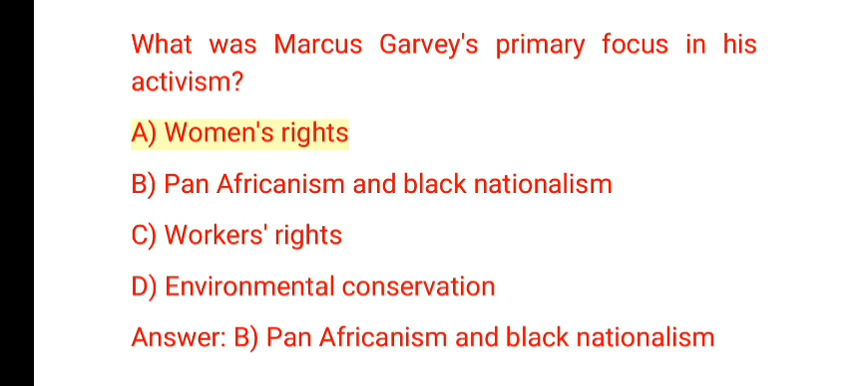 What was Marcus Garvey's primary focus in his
activism?
A) Women's rights
B) Pan Africanism and black nationalism
C) Workers' rights
D) Environmental conservation
Answer: B) Pan Africanism and black nationalism